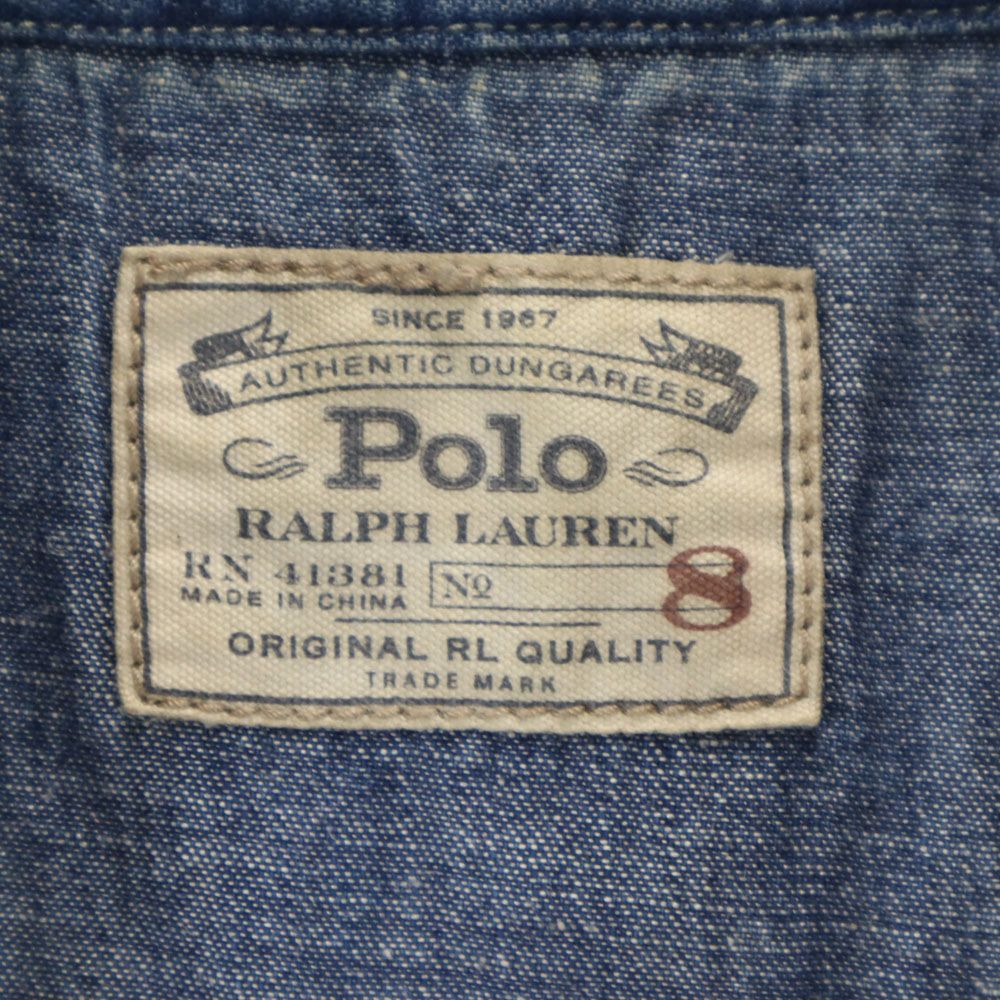 SINCE 1967
AUTHENTIC DUNGAREES
Polo
RALPH LAUREN
RN 41381
MADE IN CHINA
No 8
ORIGINAL RL QUALITY
TRADE MARK